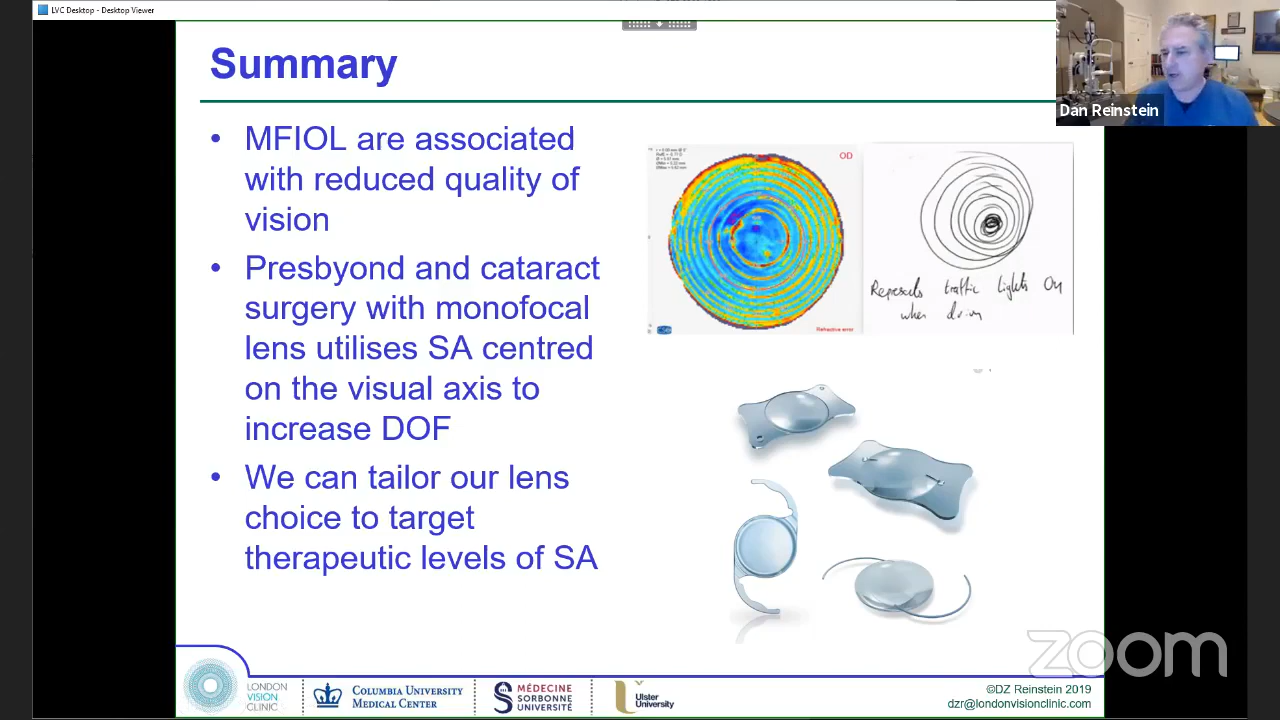 LVC Desktop - Desktop Viewer
Summary
• MFIOL are associated
with reduced quality of
vision
• Presbyond and cataract
surgery with monofocal
lens utilises SA centred
on the visual axis to
increase DOF
• We can tailor our lens
choice to target
therapeutic levels of SA
OD
Refractive error
Represents traffic lights On
when
Dan Reinstein
zoom
LONDON
VISION
CLINIC
COLUMBIA UNIVERSITY
MEDICAL CENTER
MÉDECINE
SORBONNE
UNIVERSITÉ
Ulster
University
©DZ Reinstein 2019
dzr@londonvisionclinic.com